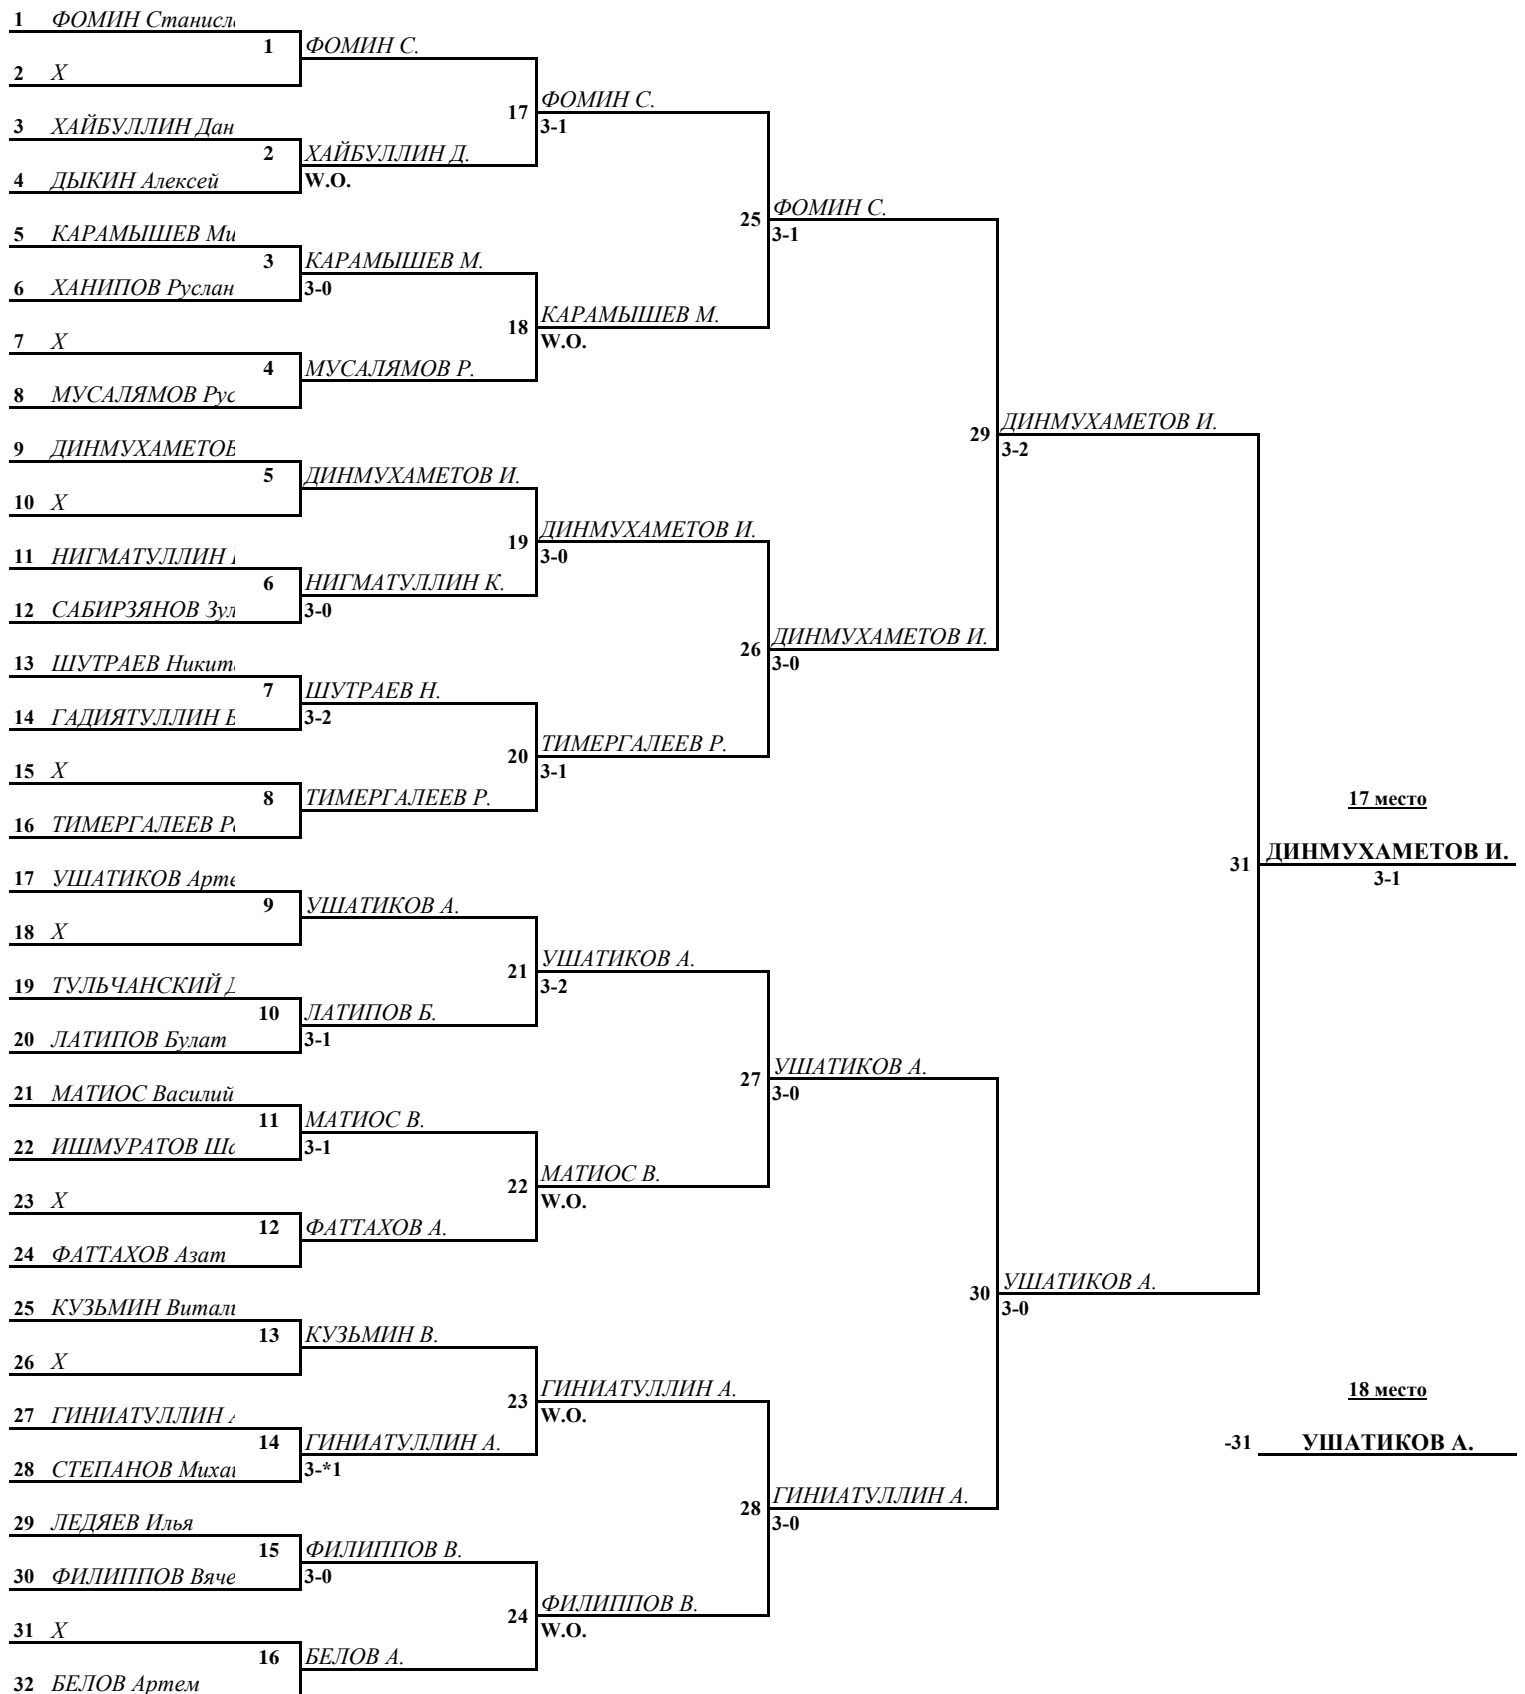 1 ФОМИН Станисл
1 ФОМИН С.
2 X
17 ФОМИН С.
3-1
3 ХАЙБУЛЛИН Дан
2 ХАЙБУЛЛИН Д.
W.O.
4 ДЫКИН Алексей
25 ФОМИН С.
3-1
5 КАРАМЫШЕВ Ми
3 КАРАМЫШЕВ М.
3-0
6 ХАНИПОВ Руслан
18 КАРАМЫШЕВ М.
W.O.
7 X
4 МУСАЛЯМОВ Р.
8 МУСАЛЯМОВ Рус
29 ДИНМУХАМЕТОВ И.
3-2
9 ДИНМУХАМЕТОВ
5 ДИНМУХАМЕТОВ И.
10 X
19 ДИНМУХАМЕТОВ И.
3-0
11 НИГМАТУЛЛИН
6 НИГМАТУЛЛИН К.
3-0
12 САБИРЗЯНОВ Зул
26 ДИНМУХАМЕТОВ И.
3-0
13 ШУТРАЕВ Никит
7 ШУТРАЕВ Н.
3-2
14 ГАДИЯТУЛЛИН
20 ТИМЕРГАЛЕЕВ Р.
3-1
15 X
8 ТИМЕРГАЛЕЕВ Р.
16 ТИМЕРГАЛЕЕВ Р
17 место
31 ДИНМУХАМЕТОВ И.
3-1
17 УШАТИКОВ Арте
9 УШАТИКОВ А.
18 X
21 УШАТИКОВ А.
3-2
19 ТУЛЬЧАНСКИЙ Д
10 ЛАТИПОВ Б.
3-1
20 ЛАТИПОВ Булат
27 УШАТИКОВ А.
3-0
21 МАТИОС Василий
11 МАТИОС В.
3-1
22 ИШМУРАТОВ Ша
22 МАТИОС В.
W.O.
23 X
12 ФАТТАХОВ А.
24 ФАТТАХОВ Азат
30 УШАТИКОВ А.
3-0
25 КУЗЬМИН Витали
13 КУЗЬМИН В.
26 X
23 ГИНИАТУЛЛИН А.
W.O.
18 место
27 ГИНИАТУЛЛИН А
14 ГИНИАТУЛЛИН А.
3-*1
28 СТЕПАНОВ Михаи
-31 УШАТИКОВ А.
28 ГИНИАТУЛЛИН А.
3-0
29 ЛЕДЯЕВ Илья
15 ФИЛИППОВ В.
3-0
30 ФИЛИППОВ Вяче
24 ФИЛИППОВ В.
W.O.
31 X
16 БЕЛОВ А.
32 БЕЛОВ Артем